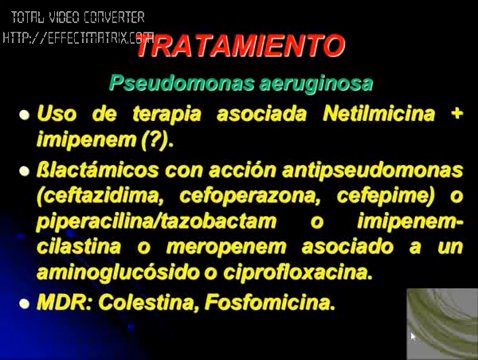 TOTAL VIDEO CONVERTER
HTTP://EFFECTMATRIX.COM
TRATAMIENTO
Pseudomonas aeruginosa
• Uso de terapia asociada Netilmicina +
imipenem (?).
• ßlactámicos con acción antipseudomonas
(ceftazidima, cefoperazona, cefepime) o
piperacilina/tazobactam o imipenem-
cilastina o meropenem asociado a un
aminoglucósido o ciprofloxacina.
• MDR: Colestina, Fosfomicina.